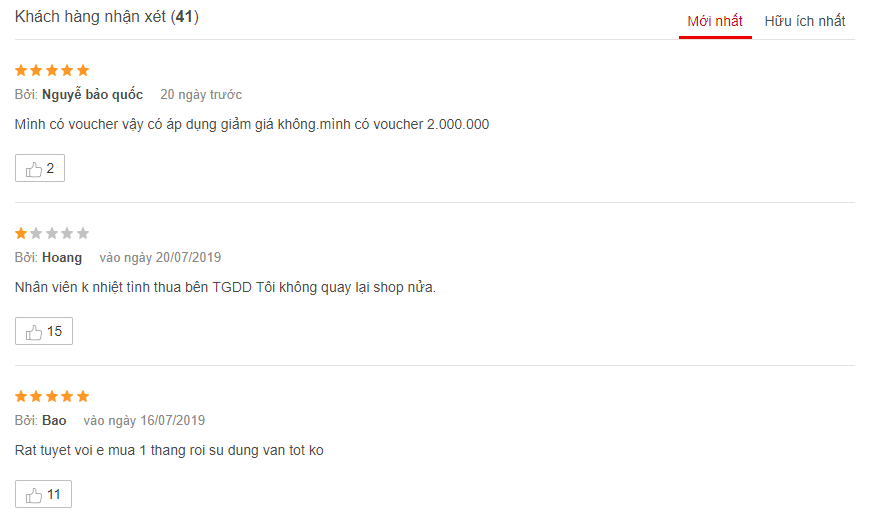 Khách hàng nhận xét (41)
Mới nhất
Hữu ích nhất
Bởi: Nguyễ bảo quốc 20 ngày trước
Mình có voucher vậy có áp dụng giảm giá không.mình có voucher 2.000.000
2
Bởi: Hoang vào ngày 20/07/2019
Nhân viên k nhiệt tình thua bên TGDD Tôi không quay lại shop nửa.
15
Bởi: Bao vào ngày 16/07/2019
Rat tuyet voi e mua 1 thang roi su dung van tot ko
11